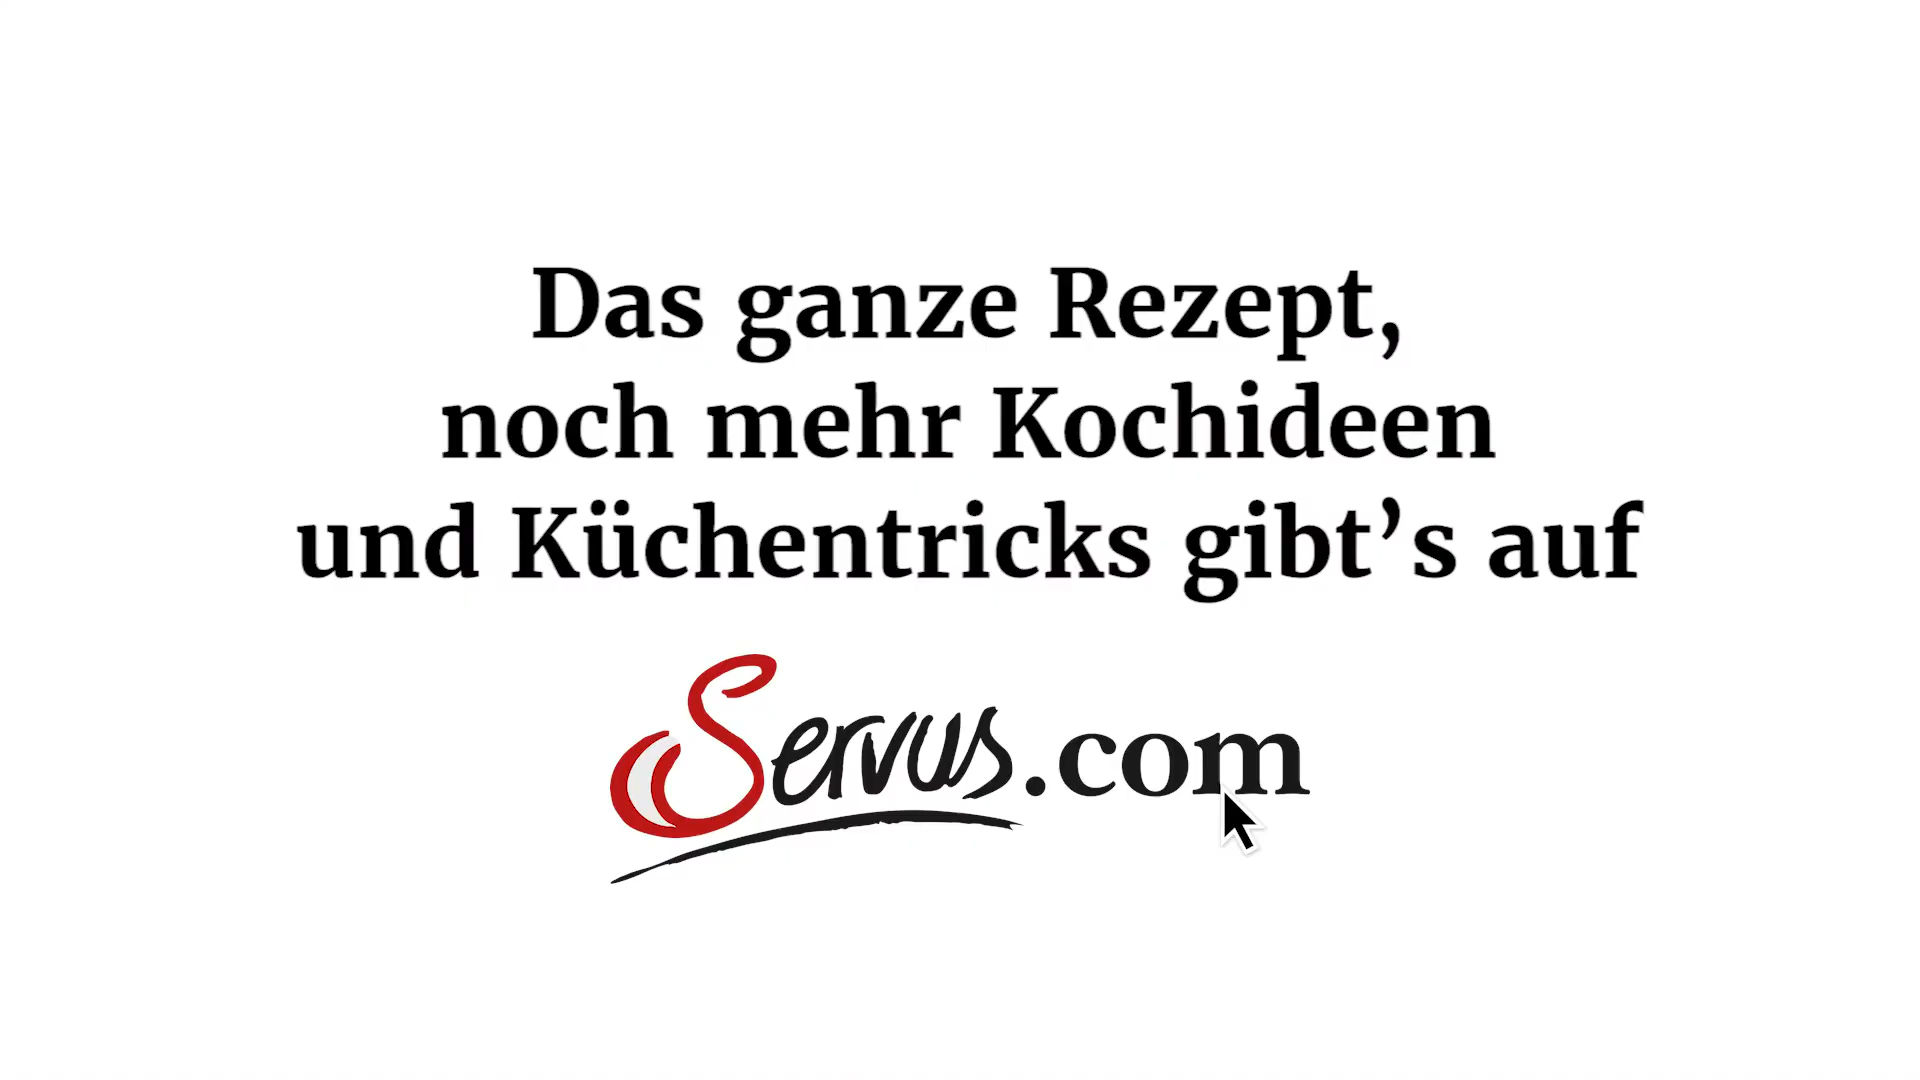 Das ganze Rezept,
noch mehr Kochideen
und Küchentricks gibt’s auf
Servus.com